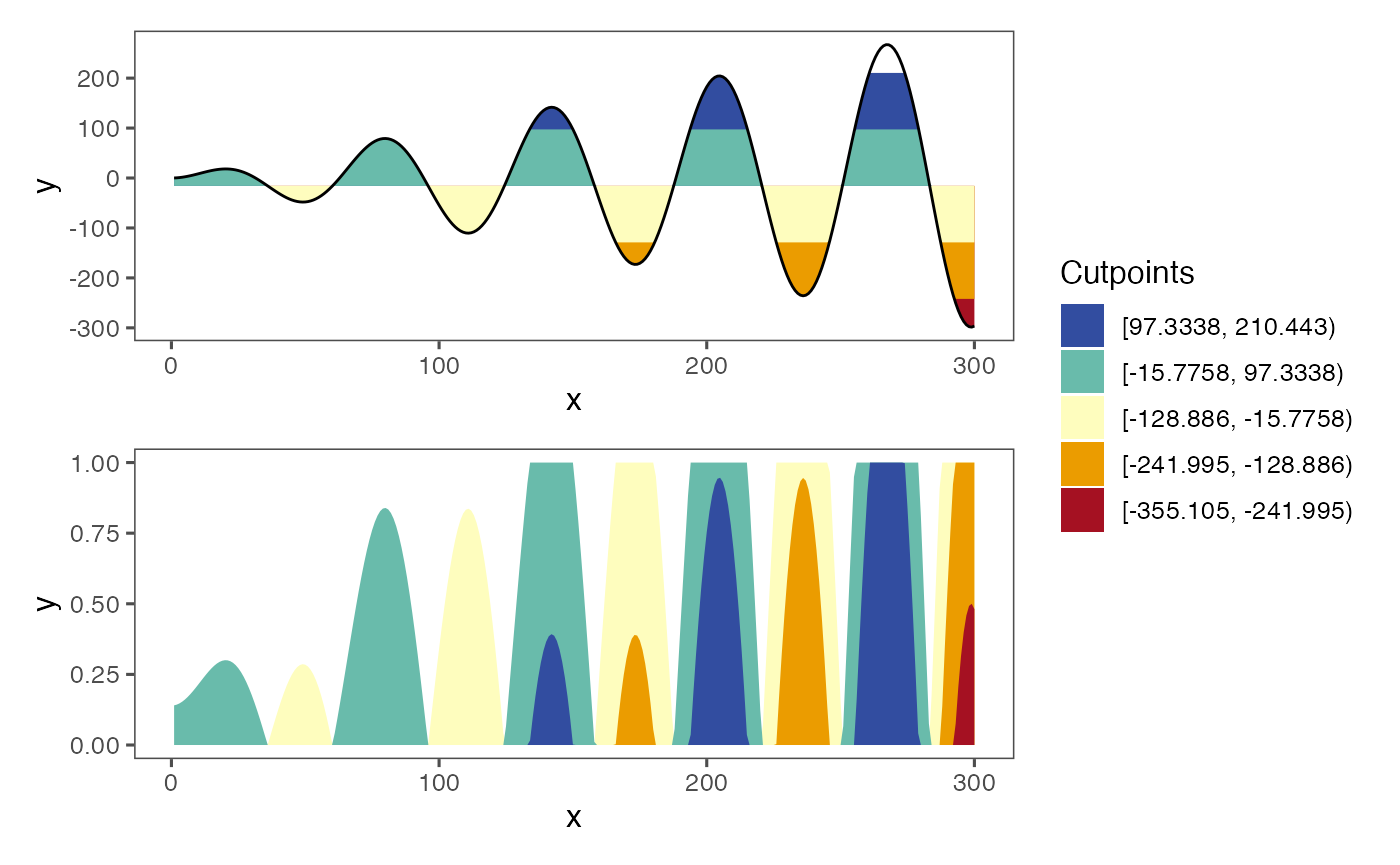 200
100
0
-100
-200
-300
y
0 100 200 300
x
Cutpoints
[97.3338, 210.443)
[-15.7758, 97.3338)
[-128.886, -15.7758)
[-241.995, -128.886)
[-355.105, -241.995)
1.00
0.75
0.50
0.25
0.00
y
0 100 200 300
x